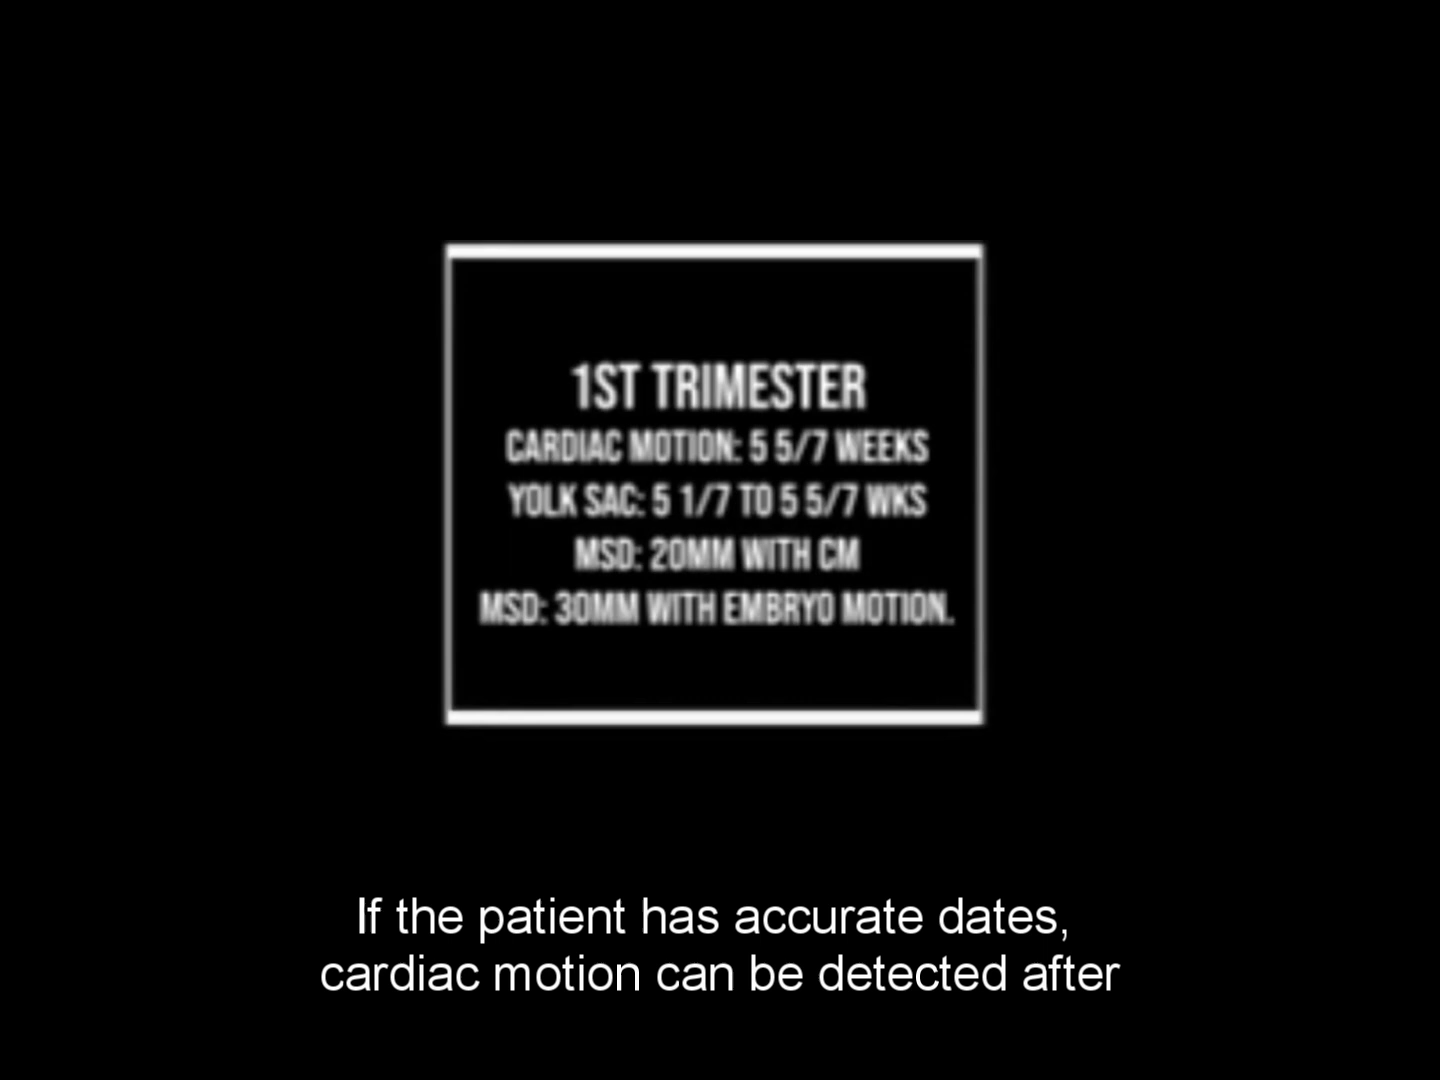 1ST TRIMESTER
CARDIAC MOTION: 5 5/7 WEEKS
YOLK SAC: 5 1/7 TO 5 5/7 WKS
MSD: 20MM WITH CM
MSD: 30MM WITH EMBRYO MOTION.
If the patient has accurate dates,
cardiac motion can be detected after